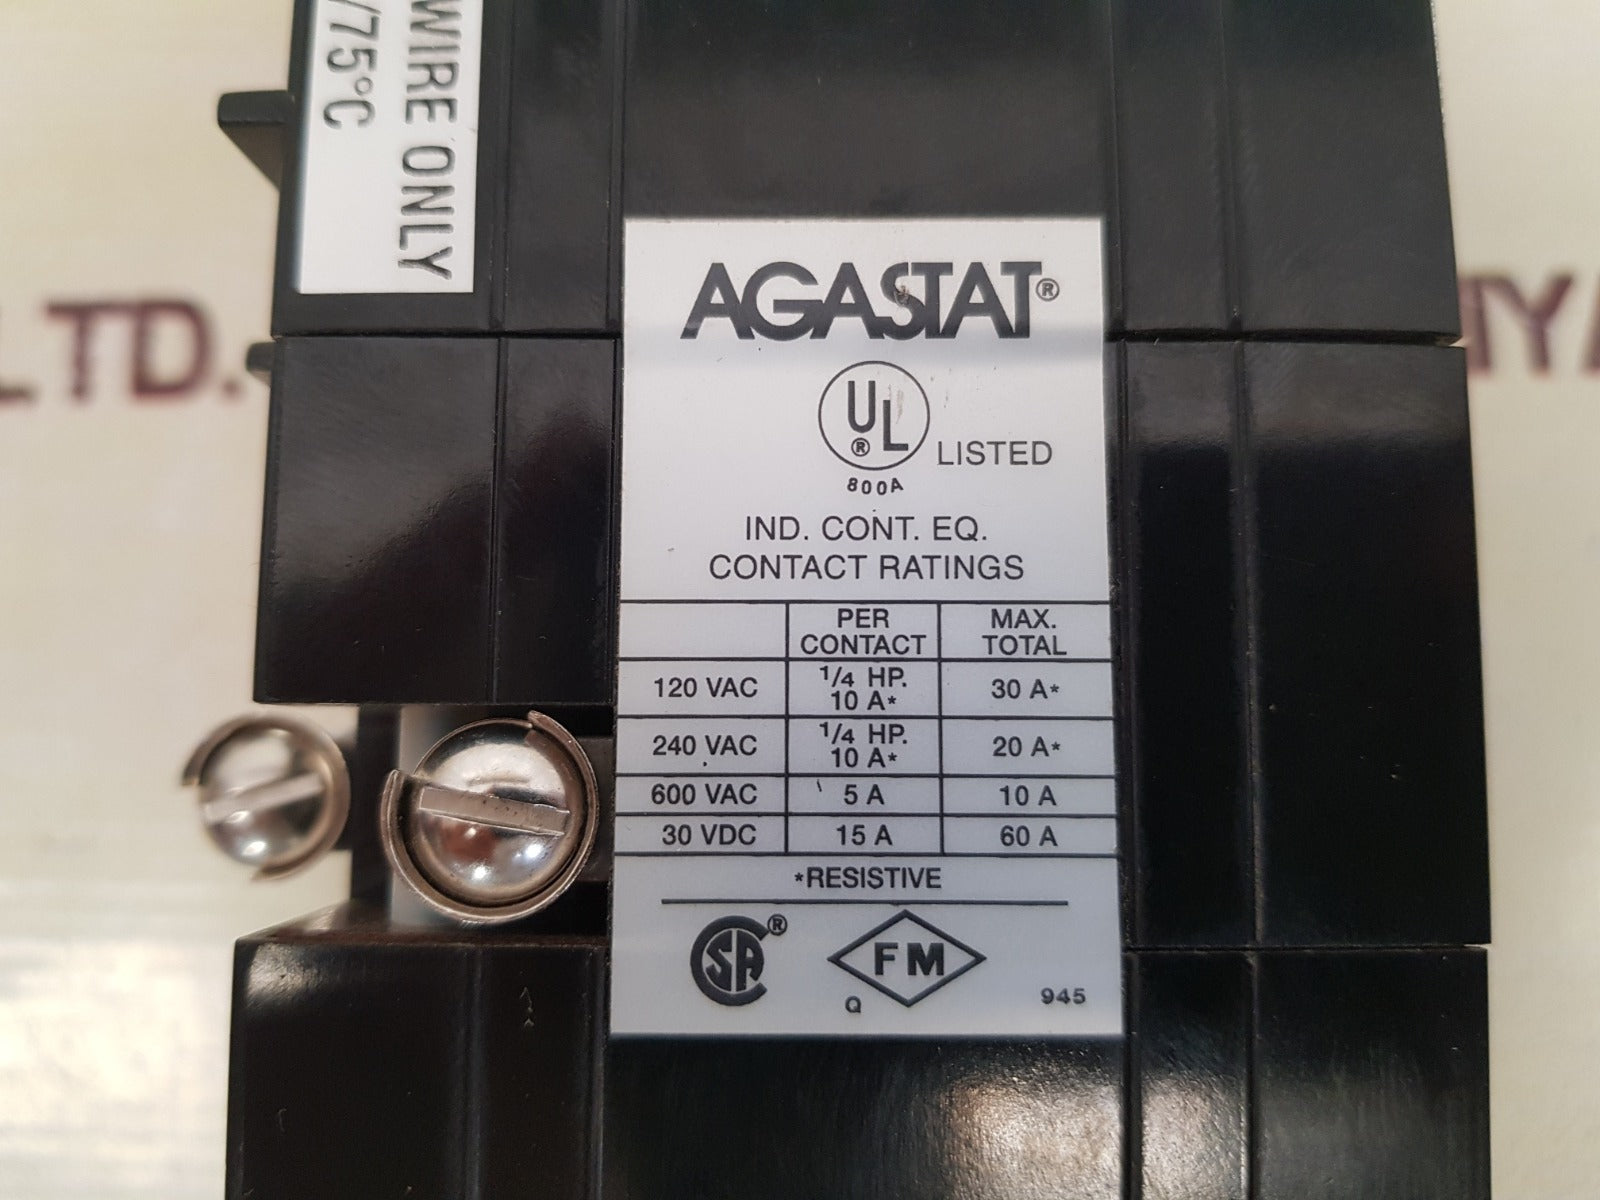 WIRE ONLY
/75°C
LTD.
AGASTAT®
UL® LISTED
800A
IND. CONT. EQ.
CONTACT RATINGS
PER CONTACT MAX. TOTAL
120 VAC 1/4 HP. 10 A* 30 A*
240 VAC 1/4 HP. 10 A* 20 A*
600 VAC 5 A 10 A
30 VDC 15 A 60 A
*RESISTIVE
CSA® FM
Q 945